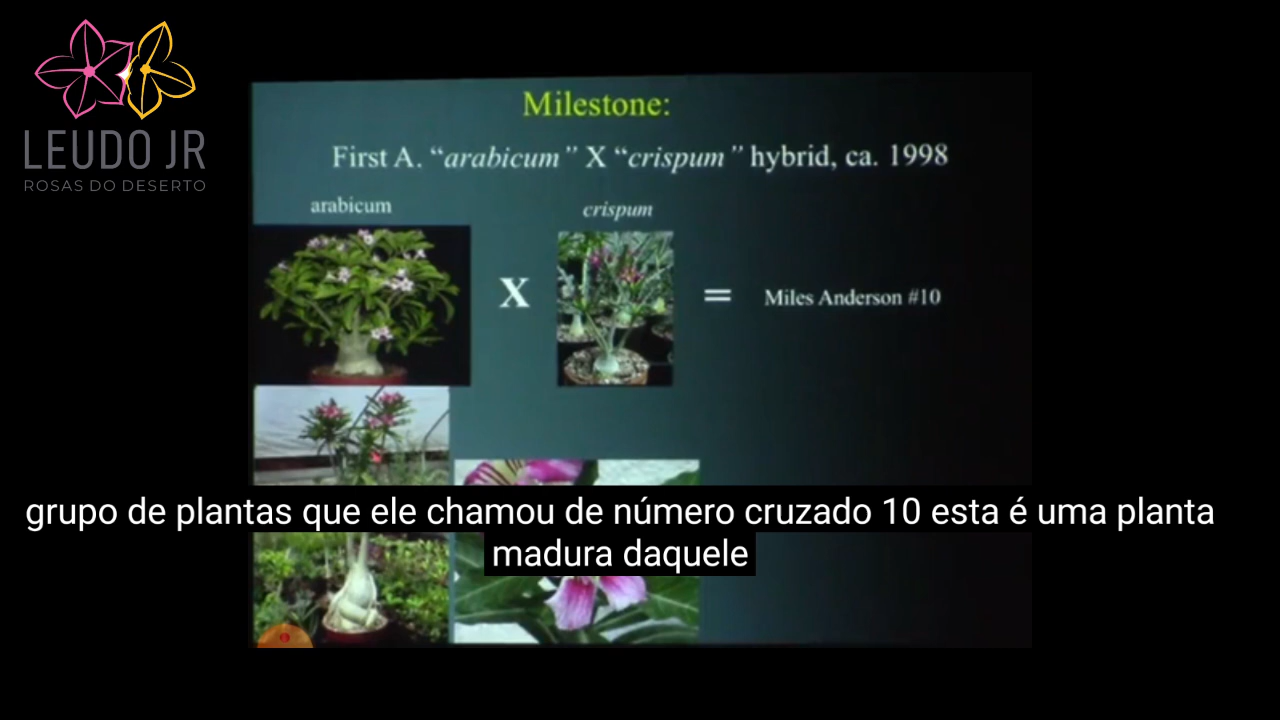 LEUDO JR
ROSAS DO DESERTO
Milestone:
First A. “arabicum” X “crispum” hybrid, ca. 1998
arabicum
crispum
X
=
Miles Anderson #10
grupo de plantas que ele chamou de número cruzado 10 esta é uma planta
madura daquele